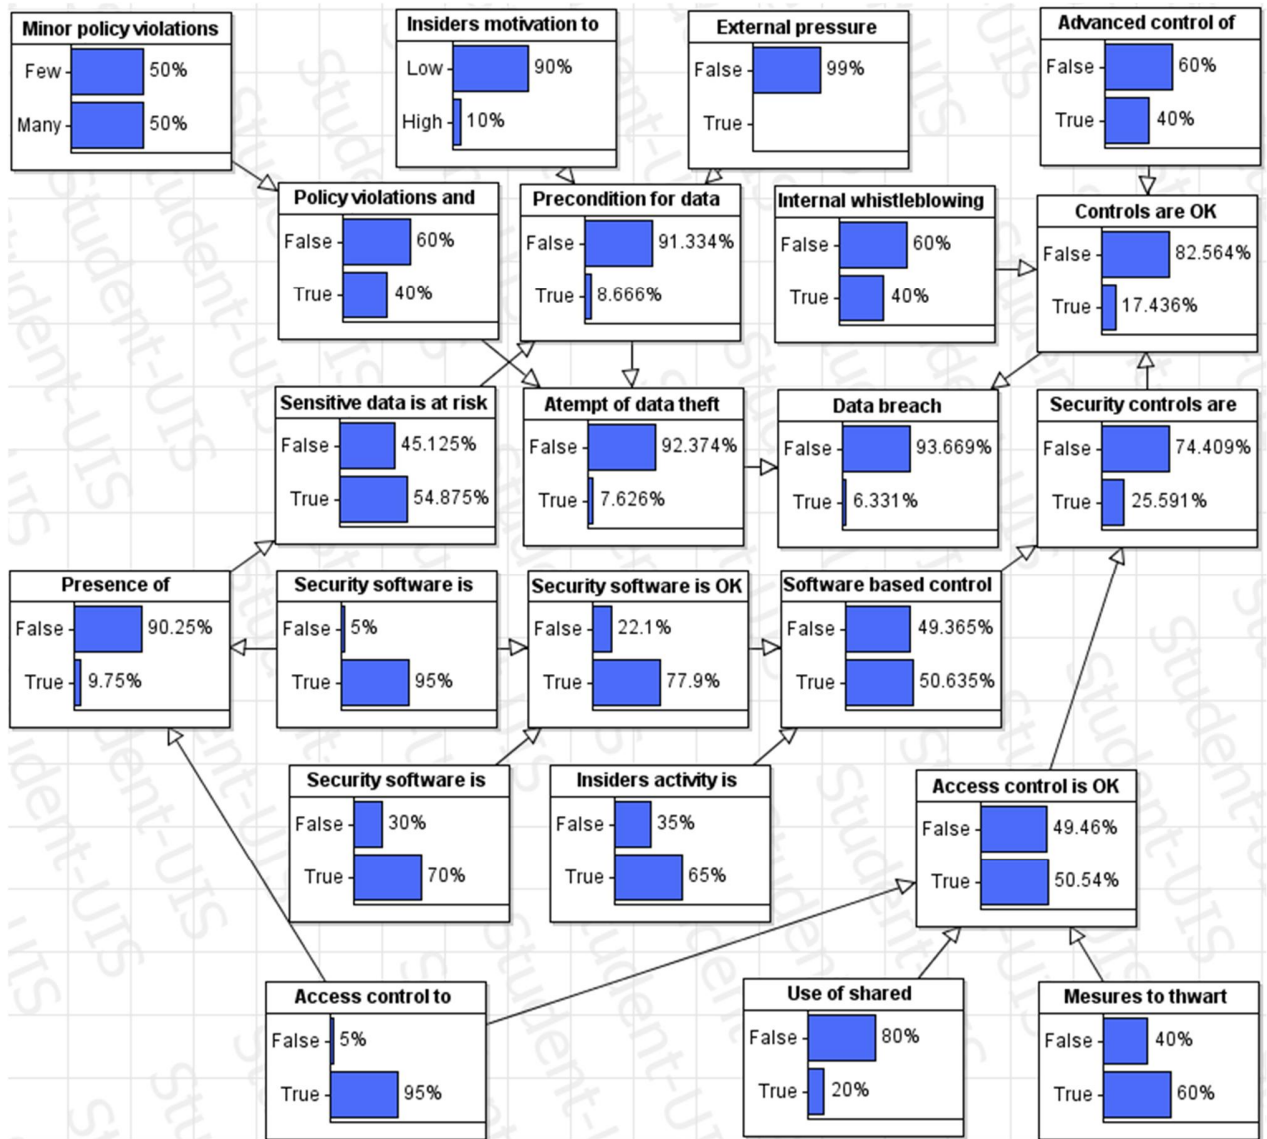 Minor policy violations
Few 50%
Many 50%
Insiders motivation to
Low 90%
High 10%
External pressure
False 99%
True
Advanced control of
False 60%
True 40%
Policy violations and
False 60%
True 40%
Precondition for data
False 91.334%
True 8.666%
Internal whistleblowing
False 60%
True 40%
Controls are OK
False 82.564%
True 17.436%
Sensitive data is at risk
False 45.125%
True 54.875%
Atempt of data theft
False 92.374%
True 7.626%
Data breach
False 93.669%
True 6.331%
Security controls are
False 74.409%
True 25.591%
Presence of
False 90.25%
True 9.75%
Security software is
False 5%
True 95%
Security software is OK
False 22.1%
True 77.9%
Software based control
False 49.365%
True 50.635%
Security software is
False 30%
True 70%
Insiders activity is
False 35%
True 65%
Access control is OK
False 49.46%
True 50.54%
Access control to
False 5%
True 95%
Use of shared
False 80%
True 20%
Mesures to thwart
False 40%
True 60%
Student-UIS